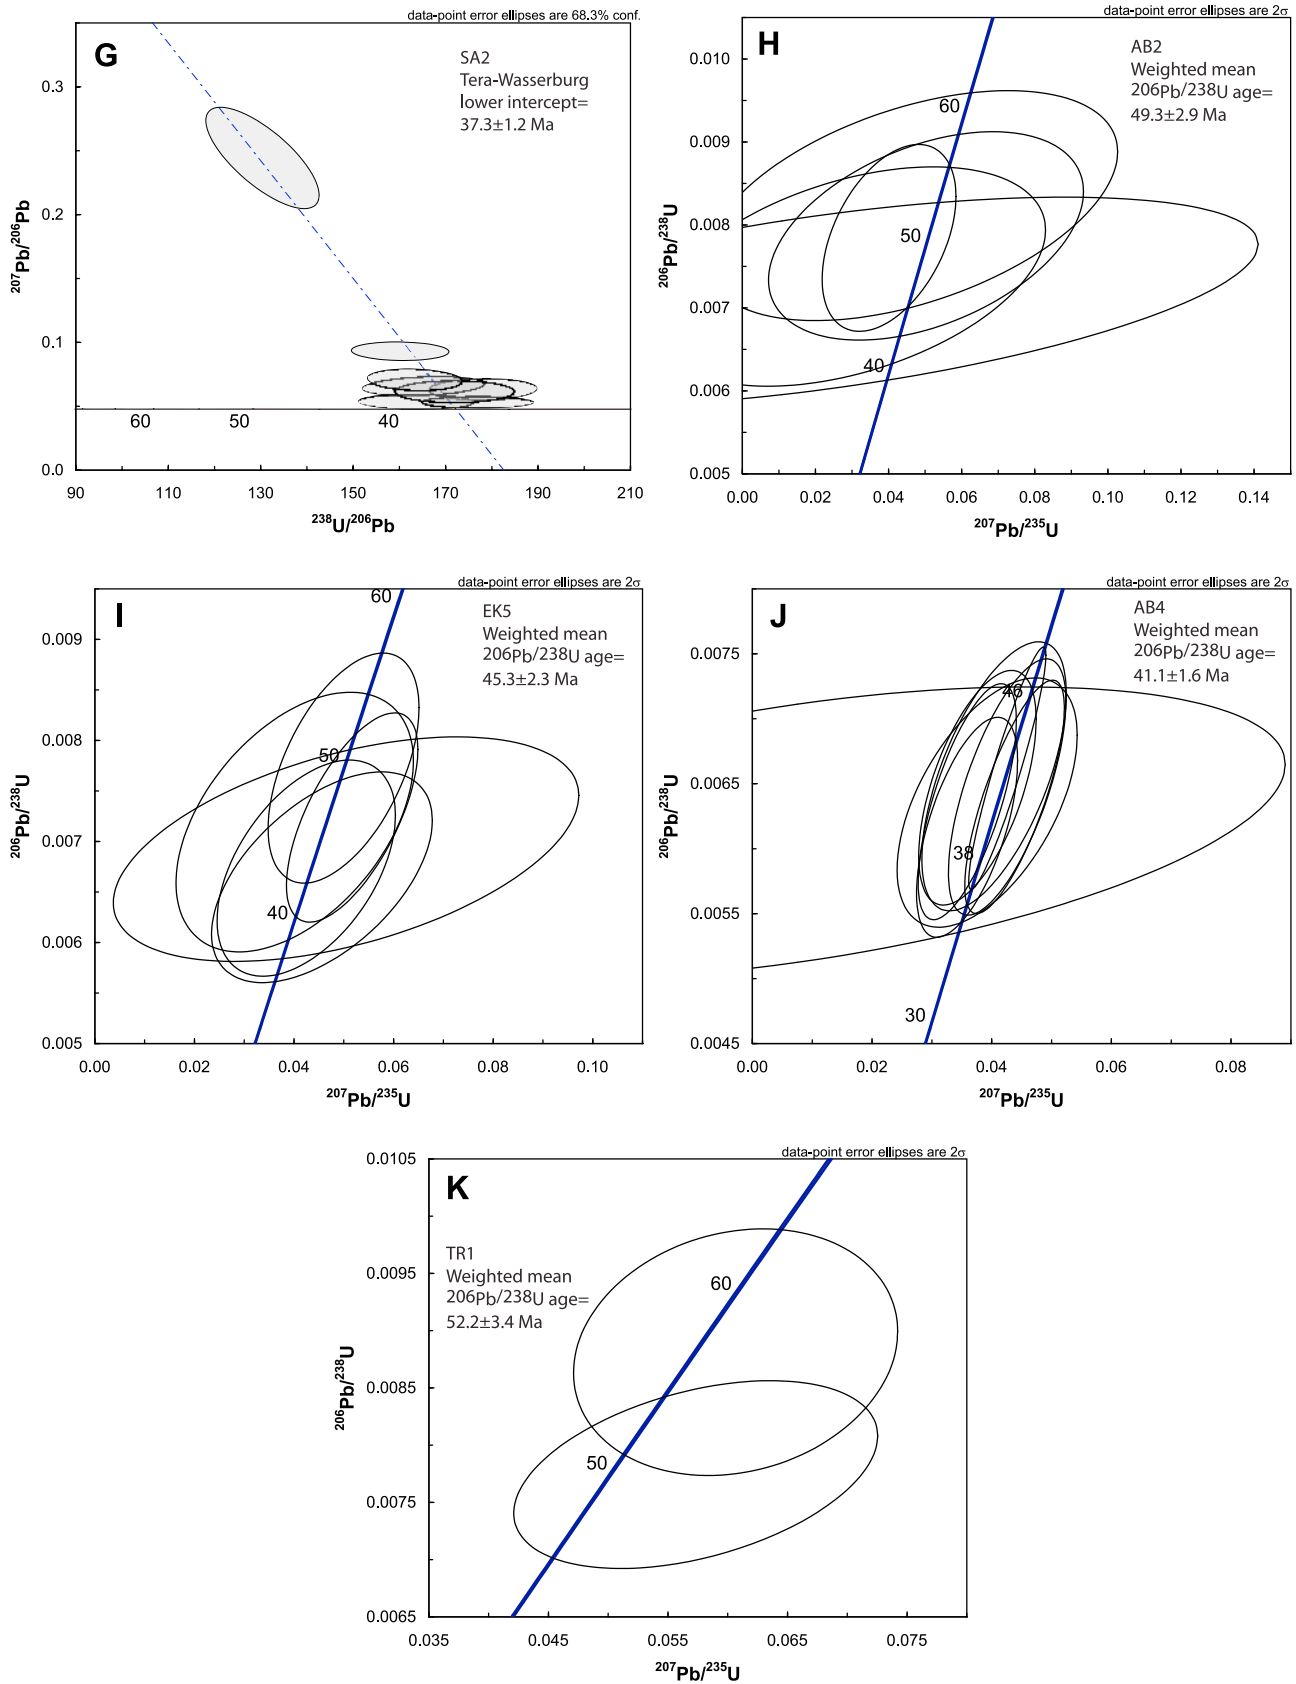 data-point error ellipses are 68.3% conf.
G
SA2
Tera-Wasserburg
lower intercept=
37.3±1.2 Ma
0.3
0.2
0.1
0.0
207Pb/206Pb
60
50
40
90
110
130
150
170
190
210
238U/206Pb
data-point error ellipses are 2σ
H
AB2
Weighted mean
206Pb/238U age=
49.3±2.9 Ma
0.010
0.009
0.008
0.007
0.006
0.005
206Pb/238U
60
50
40
0.00
0.02
0.04
0.06
0.08
0.10
0.12
0.14
207Pb/235U
data-point error ellipses are 2σ
I
EK5
Weighted mean
206Pb/238U age=
45.3±2.3 Ma
0.009
0.008
0.007
0.006
0.005
206Pb/238U
60
50
40
0.00
0.02
0.04
0.06
0.08
0.10
207Pb/235U
data-point error ellipses are 2σ
J
AB4
Weighted mean
206Pb/238U age=
41.1±1.6 Ma
0.0075
0.0065
0.0055
0.0045
206Pb/238U
46
38
30
0.00
0.02
0.04
0.06
0.08
207Pb/235U
data-point error ellipses are 2σ
K
TR1
Weighted mean
206Pb/238U age=
52.2±3.4 Ma
0.0105
0.0095
0.0085
0.0075
0.0065
206Pb/238U
60
50
0.035
0.045
0.055
0.065
0.075
207Pb/235U